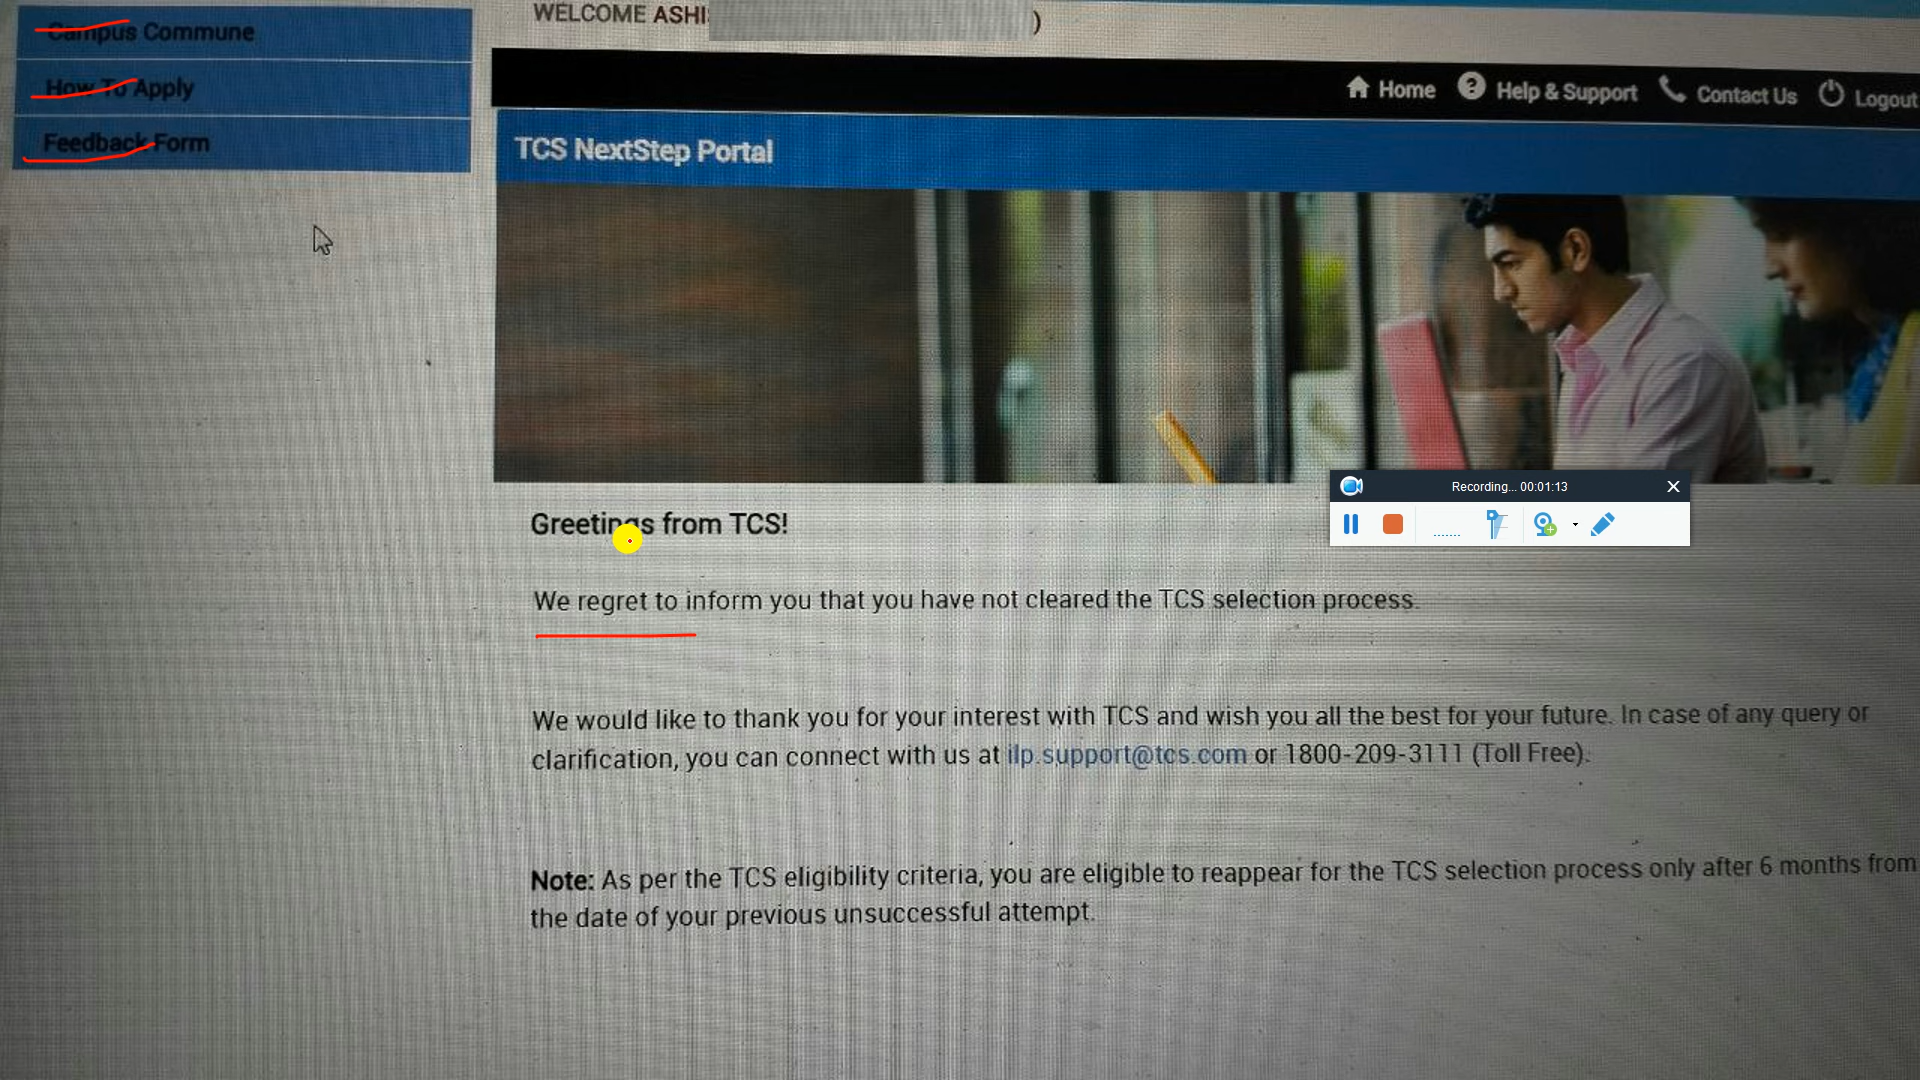 Campus Commune
How To Apply
Feedback Form
WELCOME ASHI
)
Home
Help & Support
Contact Us
Logout
TCS NextStep Portal
Recording... 00:01:13
Greetings from TCS!
We regret to inform you that you have not cleared the TCS selection process.
We would like to thank you for your interest with TCS and wish you all the best for your future. In case of any query or
clarification, you can connect with us at ilp.support@tcs.com or 1800-209-3111 (Toll Free).
Note: As per the TCS eligibility criteria, you are eligible to reappear for the TCS selection process only after 6 months from
the date of your previous unsuccessful attempt.